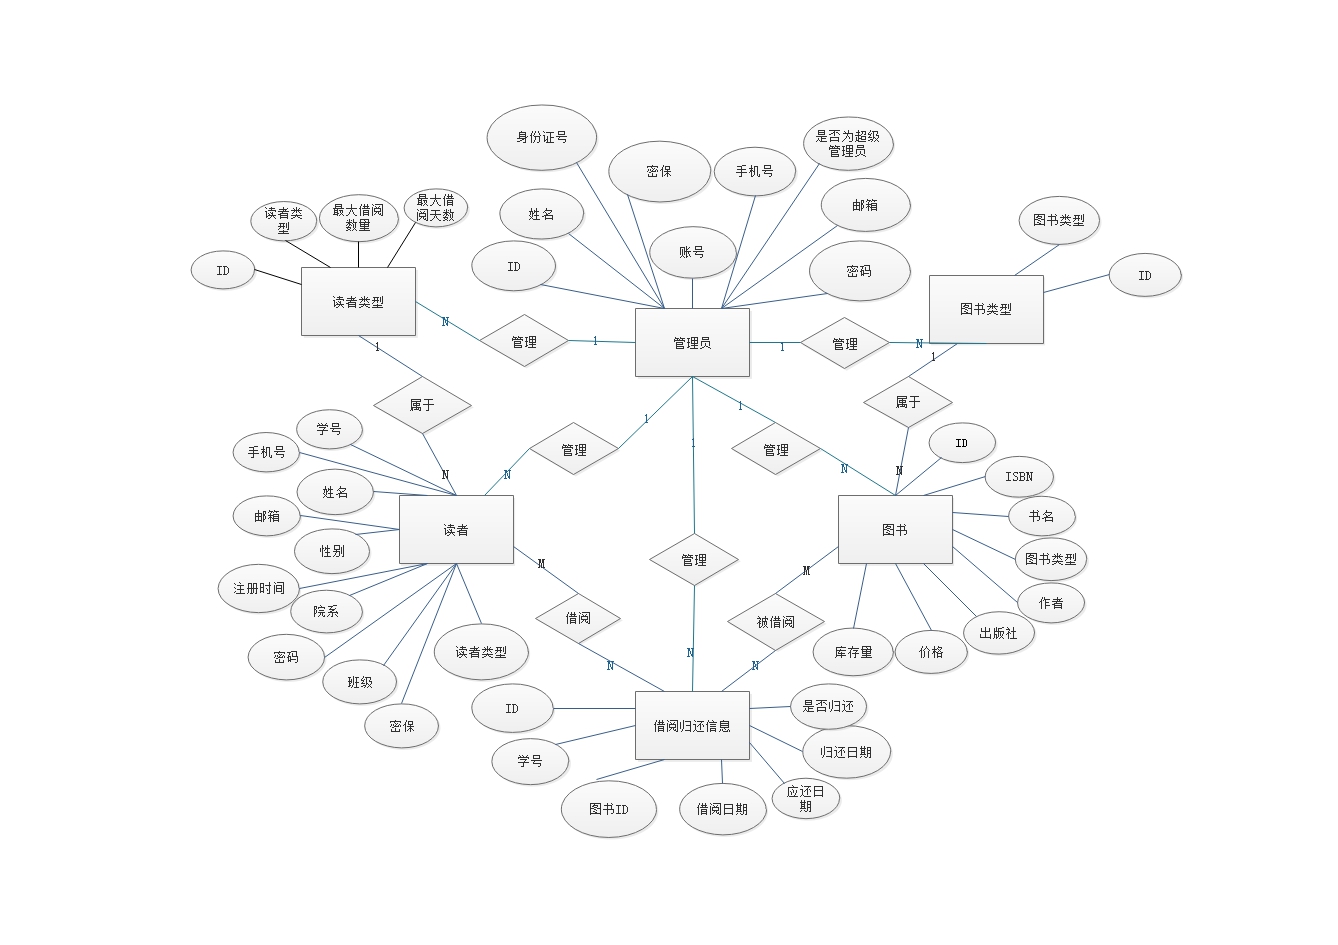 身份证号
是否为超级
管理员
密保
手机号
最大借
阅天数
读者类
型
最大借阅
数量
姓名
邮箱
图书类型
账号
ID
ID
密码
ID
读者类型
管理员
图书类型
N
管理
1
1
管理
N
1
1
属于
属于
学号
手机号
1
1
1
ID
管理
管理
N
N
N
N
ISBN
姓名
邮箱
读者
图书
书名
性别
图书类型
M
管理
M
注册时间
院系
借阅
被借阅
作者
出版社
密码
读者类型
N
N
N
库存量
价格
班级
密保
ID
借阅归还信息
是否归还
学号
归还日期
图书ID
借阅日期
应还日
期